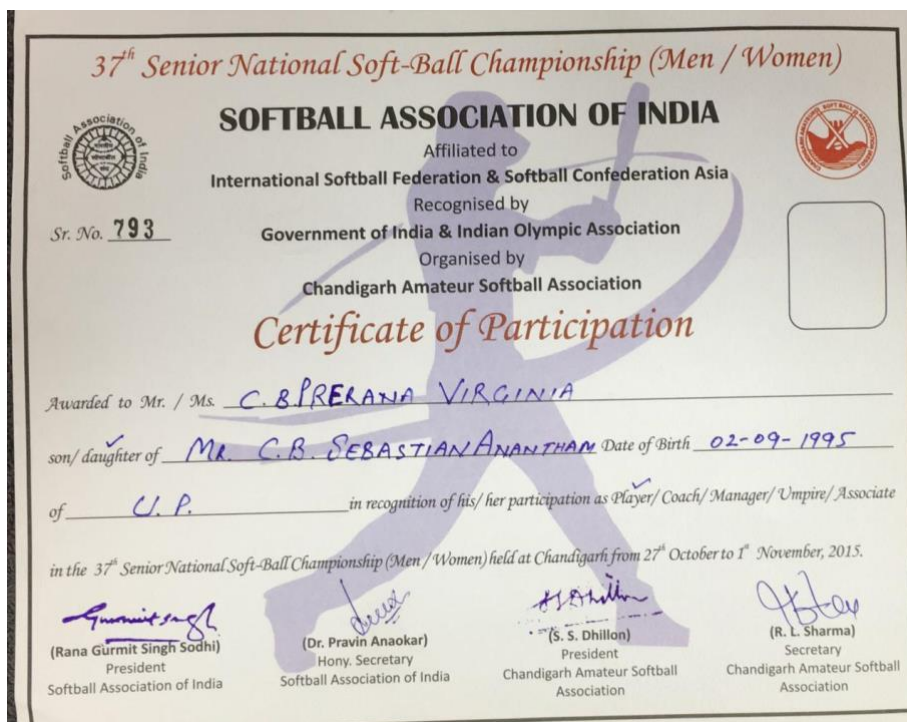 37th Senior National Soft-Ball Championship (Men / Women)
SOFTBALL ASSOCIATION OF INDIA
Softball Association of India
Affiliated to
International Softball Federation & Softball Confederation Asia
Recognised by
Sr. No. 793
Government of India & Indian Olympic Association
Organised by
Chandigarh Amateur Softball Association
Certificate of Participation
Awarded to Mr. / Ms. C.B.PRERANA VIRGINIA
son/ daughter of MR. C.B. SEBASTIAN ANANTHAM Date of Birth 02-09-1995
of U.P. in recognition of his/ her participation as Player/ Coach/ Manager/ Umpire/ Associate
in the 37th Senior National Soft-Ball Championship (Men / Women) held at Chandigarh from 27th October to 1st November, 2015.
(Rana Gurmit Singh Sodhi)
President
Softball Association of India
(Dr. Pravin Anaokar)
Hony. Secretary
Softball Association of India
(S. S. Dhillon)
President
Chandigarh Amateur Softball
Association
(R. L. Sharma)
Secretary
Chandigarh Amateur Softball
Association